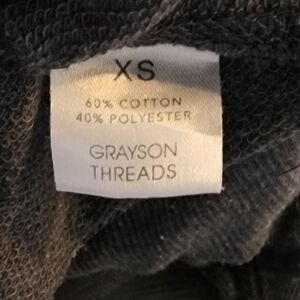 XS
60% COTTON
40% POLYESTER
GRAYSON
THREADS